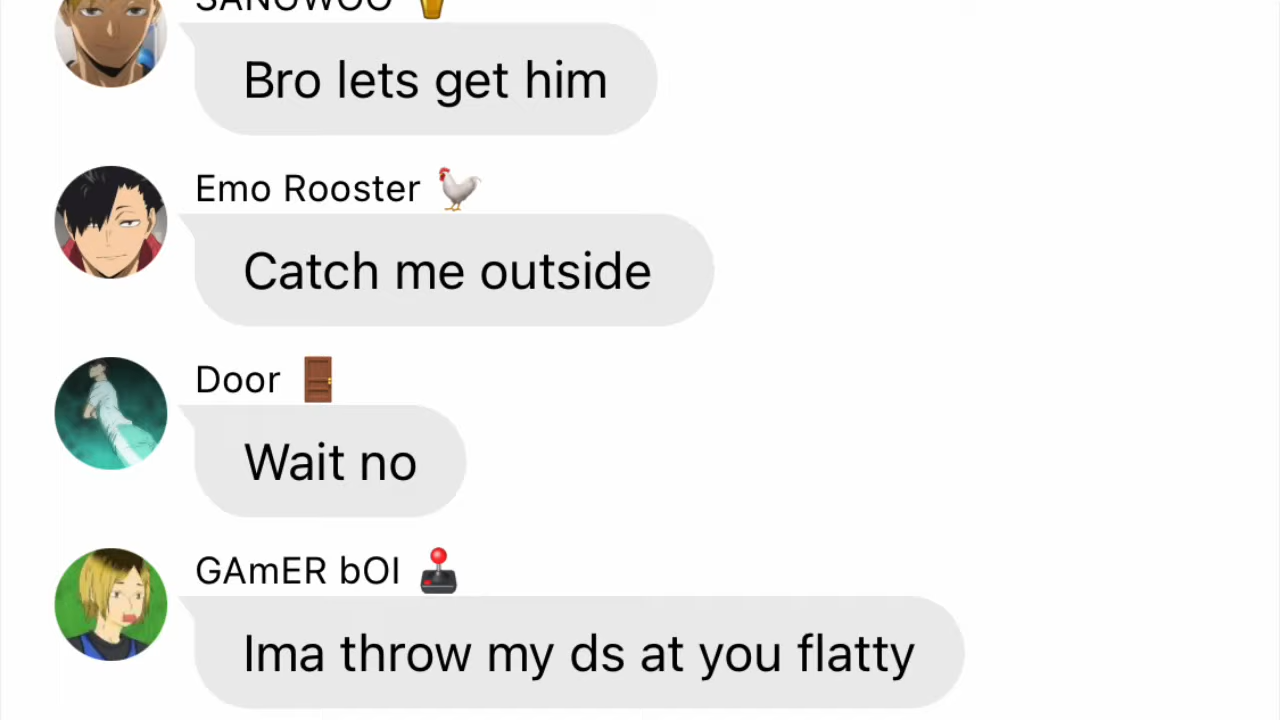 SANGWOO
Bro lets get him
Emo Rooster 🐓
Catch me outside
Door 🚪
Wait no
GAmER bOI 🕹️
Ima throw my ds at you flatty